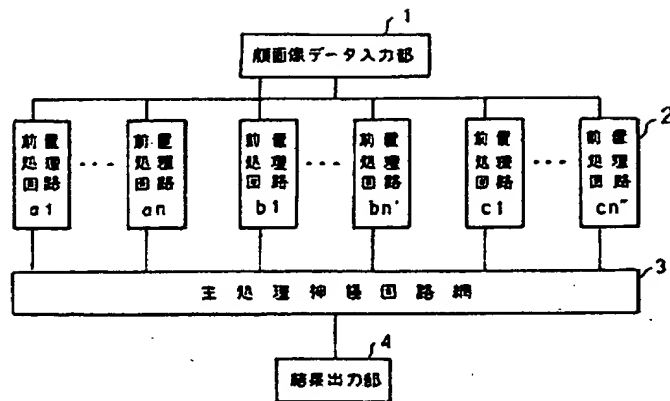 1
顔画像データ入力部
前置 前置 前置 前置 前置 前置 2
処理 ··· 処理 処理 ··· 処理 処理 ··· 処理
回路 回路 回路 回路 回路 回路
a1 an b1 bn' c1 cn"
3
主処理神経回路網
4
結果出力部